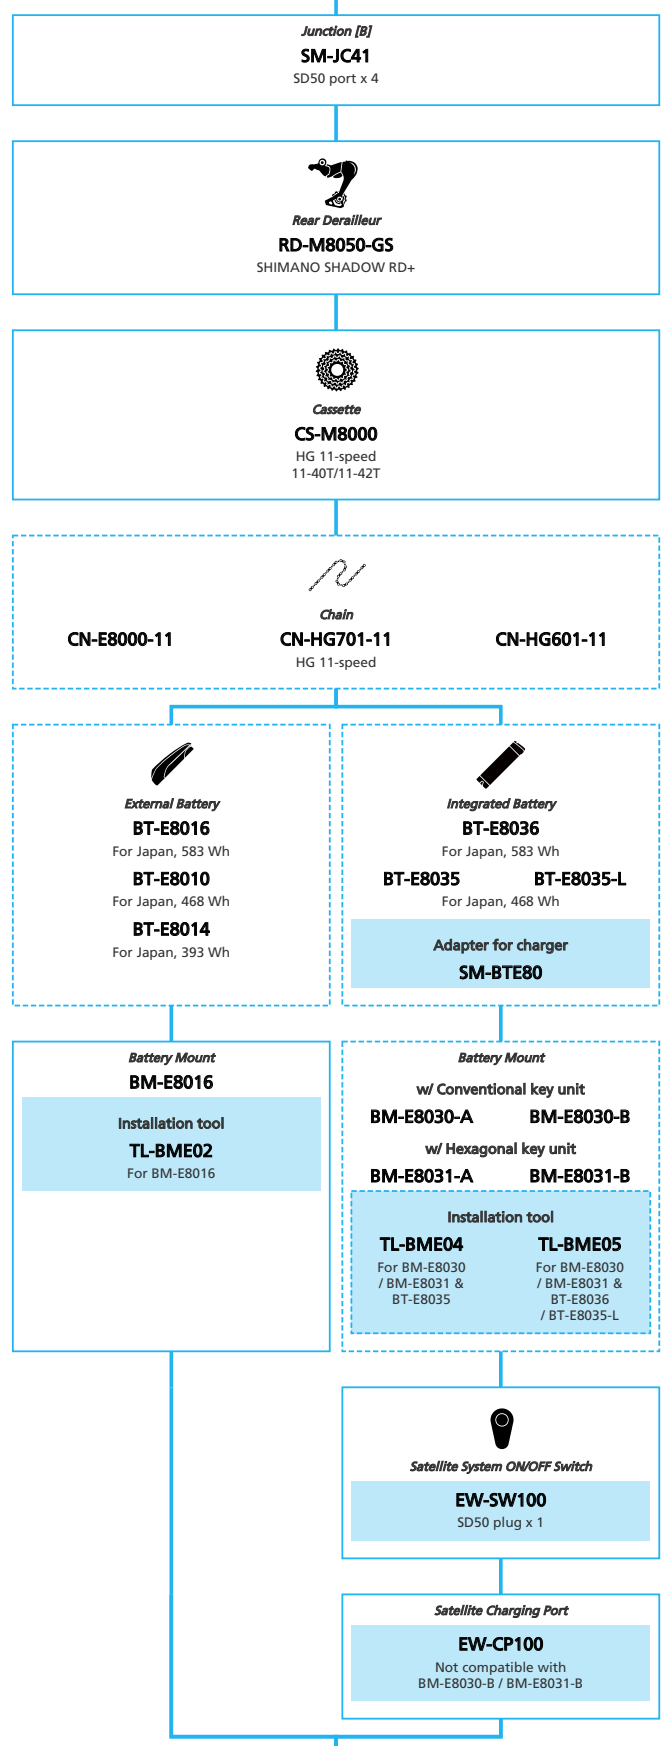 Junction [B]
SM-JC41
SD50 port x 4
Rear Derailleur
RD-M8050-GS
SHIMANO SHADOW RD+
Cassette
CS-M8000
HG 11-speed
11-40T/11-42T
Chain
CN-E8000-11
CN-HG701-11
HG 11-speed
CN-HG601-11
External Battery
BT-E8016
For Japan, 583 Wh
BT-E8010
For Japan, 468 Wh
BT-E8014
For Japan, 393 Wh
Integrated Battery
BT-E8036
For Japan, 583 Wh
BT-E8035 BT-E8035-L
For Japan, 468 Wh
Adapter for charger
SM-BTE80
Battery Mount
BM-E8016
Installation tool
TL-BME02
For BM-E8016
Battery Mount
w/ Conventional key unit
BM-E8030-A BM-E8030-B
w/ Hexagonal key unit
BM-E8031-A BM-E8031-B
Installation tool
TL-BME04
For BM-E8030
/ BM-E8031 &
BT-E8035
TL-BME05
For BM-E8030
/ BM-E8031 &
BT-E8036
/ BT-E8035-L
Satellite System ON/OFF Switch
EW-SW100
SD50 plug x 1
Satellite Charging Port
EW-CP100
Not compatible with
BM-E8030-B / BM-E8031-B